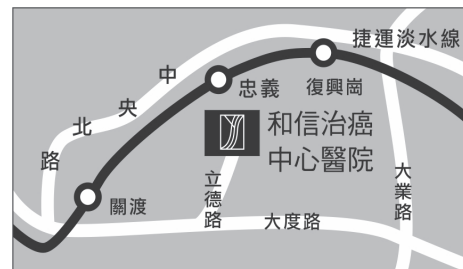 捷運淡水線
中央北路
忠義
復興崗
和信治癌
中心醫院
關渡
立德路
大度路
大業路